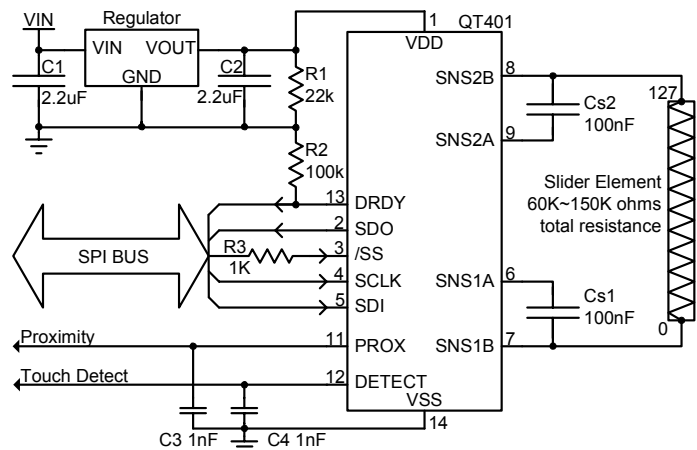 VIN
Regulator
1
QT401
VIN
VOUT
VDD
C1
2.2uF
GND
C2
2.2uF
R1
22k
SNS2B
8
127
Cs2
100nF
SNS2A
9
R2
100k
Slider Element
60K~150K ohms
total resistance
13
DRDY
2
SDO
SPI BUS
R3
1K
3
/SS
4
SCLK
SNS1A
6
5
SDI
Cs1
100nF
0
Proximity
11
PROX
SNS1B
7
Touch Detect
12
DETECT
VSS
14
C3 1nF
C4 1nF